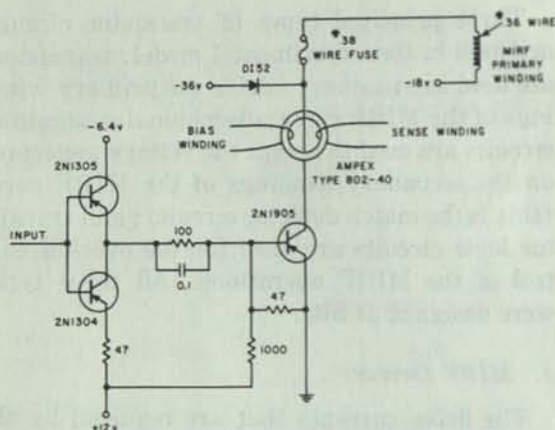 #36 WIRE
#38
WIRE FUSE
MIRF
PRIMARY
WINDING
-18v
-36v
D152
BIAS
WINDING
SENSE WINDING
AMPEX
TYPE 802-40
-6.4v
2N1305
2N1905
100
INPUT
0.1
2N1304
47
47
1000
+12v